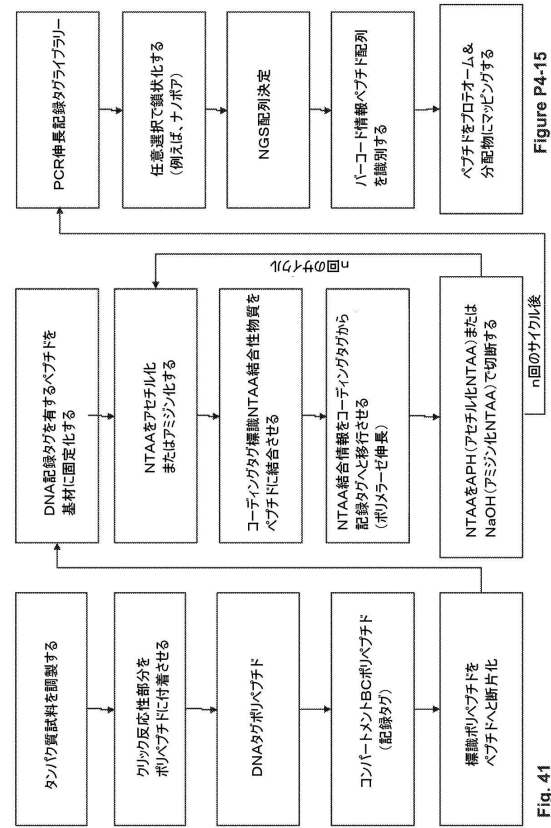 タンパク質試料を調製する
クリック反応性部分を
ポリペプチドに付着させる
DNAタグポリペプチド
コンパートメントBCポリペプチド
(記録タグ)
標識ポリペプチドを
ペプチドへと断片化
DNA記録タグを有するペプチドを
基材に固定化する
NTAAをアセチル化
またはアミジン化する
コーディングタグ標識NTAA結合性物質を
ペプチドに結合させる
NTAA結合情報をコーディングタグから
記録タグへと移行させる
(ポリメラーゼ伸長)
NTAAをAPH(アセチル化NTAA)または
NaOH(アミジン化NTAA)で切断する
n回のサイクル
n回のサイクル後
PCR伸長記録タグライブラリー
任意選択で鎖状化する
(例えば、ナノポア)
NGS配列決定
バーコード情報ペプチド配列
を識別する
ペプチドをプロテオーム&
分配物にマッピングする
Fig. 41
Figure P4-15